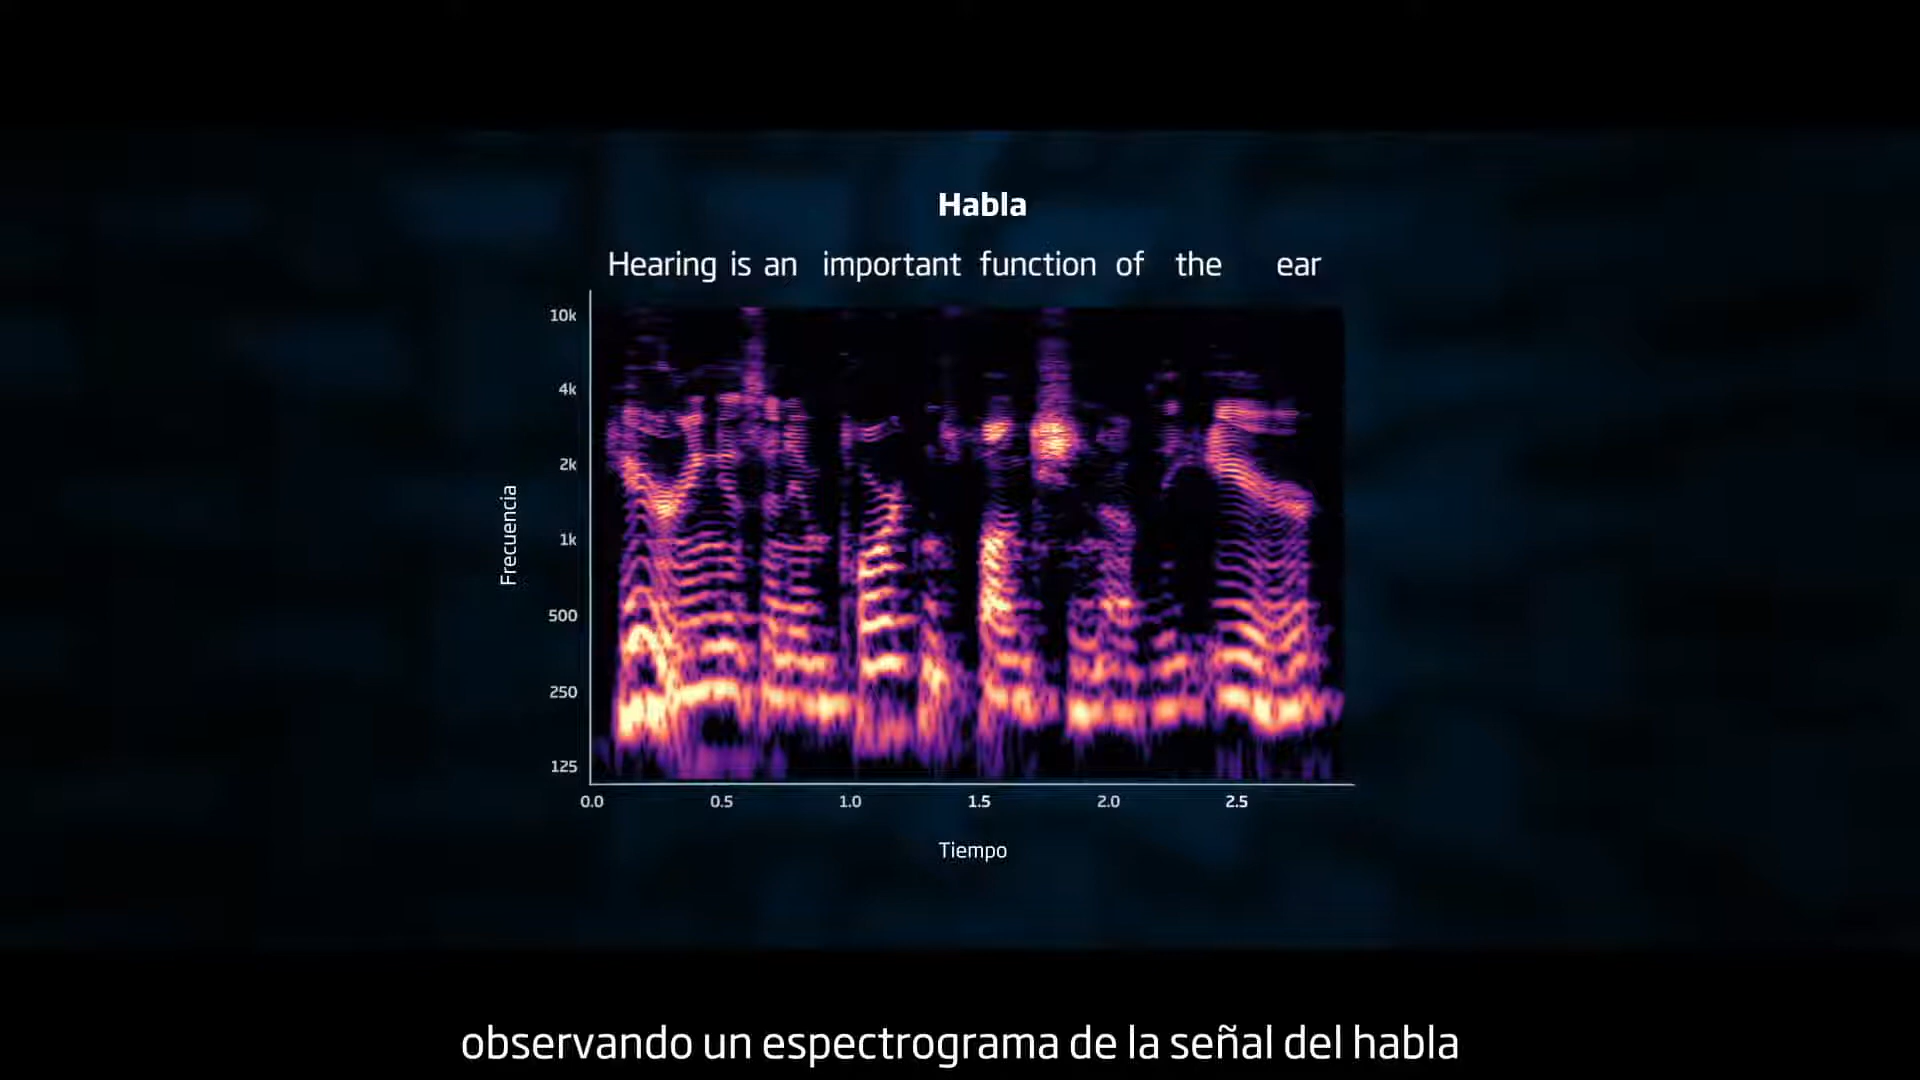 Habla
Hearing is an important function of the ear
10k
4k
2k
1k
500
250
125
Frecuencia
0.0 0.5 1.0 1.5 2.0 2.5
Tiempo
observando un espectrograma de la señal del habla